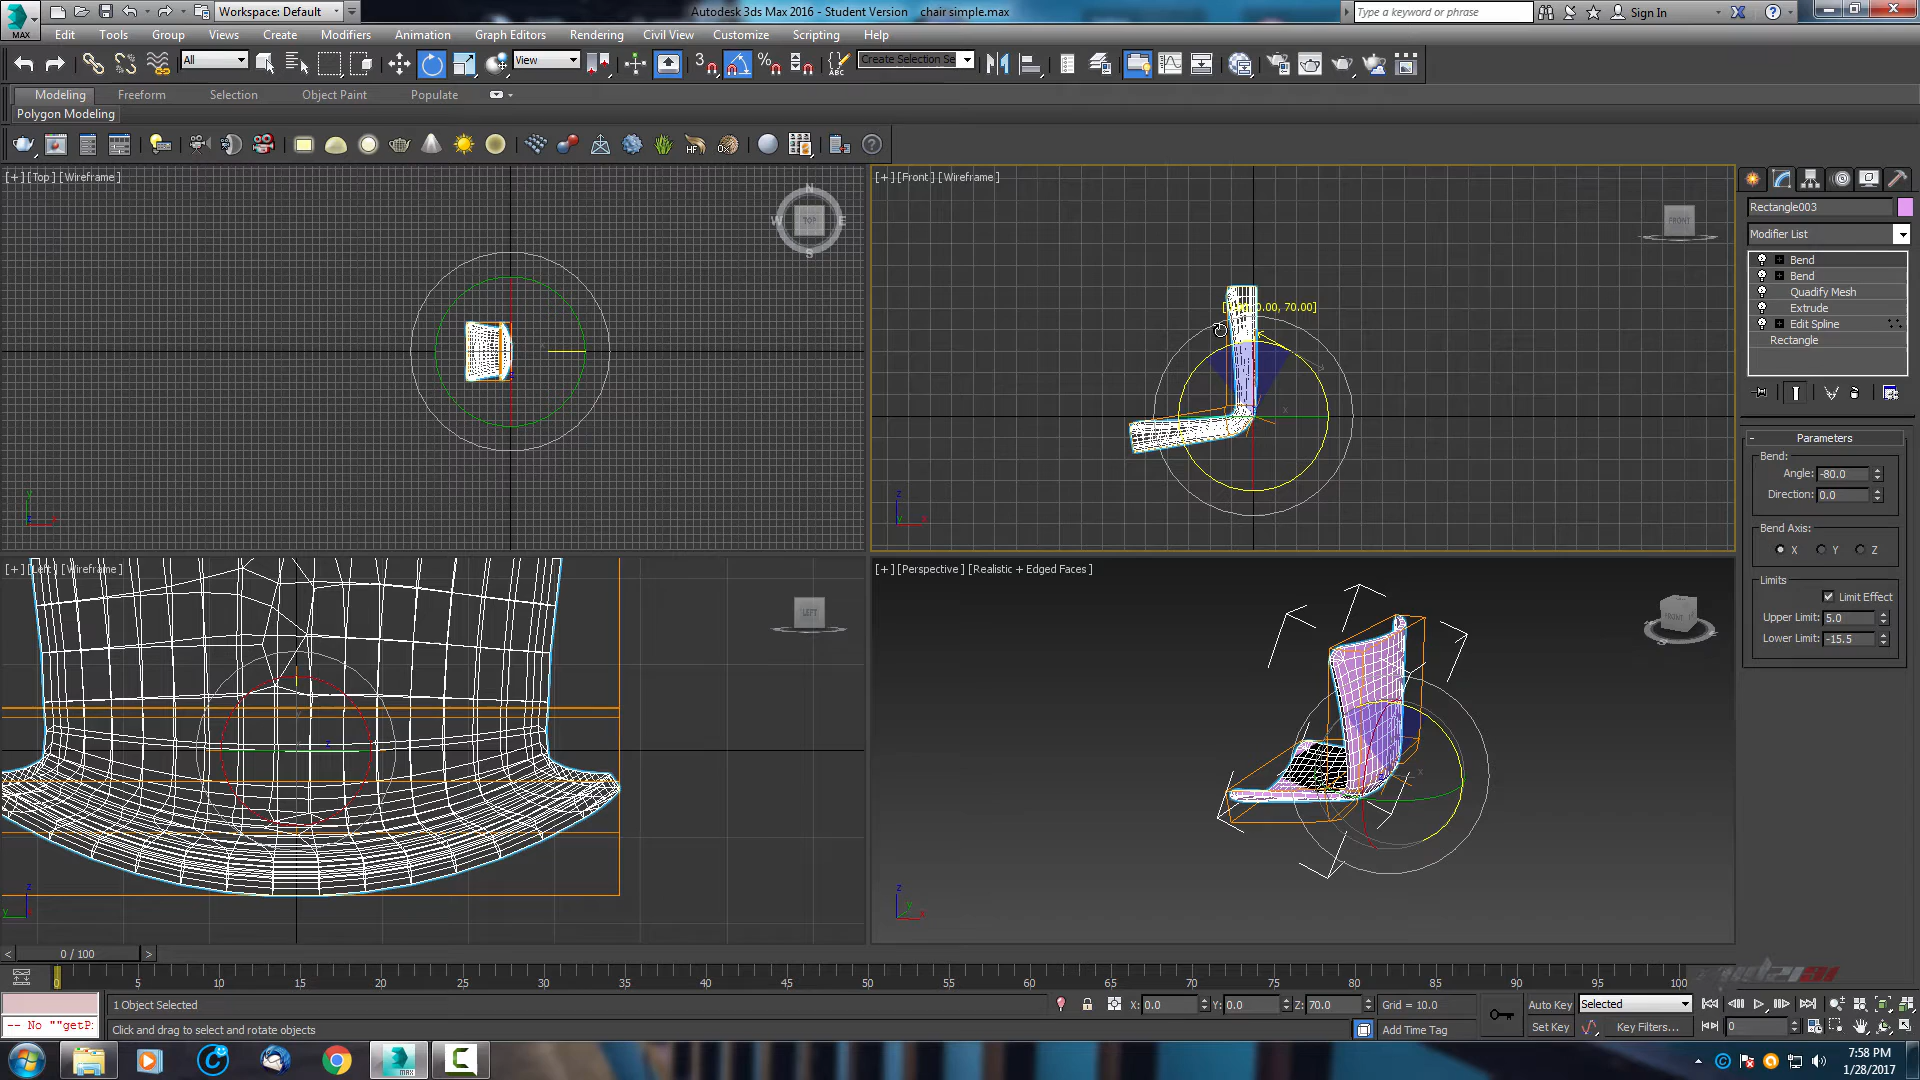 Workspace: Default
Autodesk 3ds Max 2016 - Student Version chair simple.max
Type a keyword or phrase
Sign In
MAX
Edit Tools Group Views Create Modifiers Animation Graph Editors Rendering Civil View Customize Scripting Help
All
View
Create Selection Se
Modeling Freeform Selection Object Paint Populate
Polygon Modeling
[+] [Top] [Wireframe]
N
W TOP E
S
[+] [Front] [Wireframe]
FRONT
[+] [Left] [Wireframe]
LEFT
[+] [Perspective] [Realistic + Edged Faces]
Rectangle003
Modifier List
Bend
Bend
Quadify Mesh
Extrude
Edit Spline
Rectangle
Parameters
Bend:
Angle: -80.0
Direction: 0.0
Bend Axis:
X Y Z
Limits
Limit Effect
Upper Limit: 5.0
Lower Limit: -15.5
0 / 100
0 5 10 15 20 25 30 35 40 45 50 55 60 65 70 75 80 85 90 95 100
1 Object Selected
X: 0.0 Y: 0.0 Z: 70.0 Grid = 10.0
Auto Key Selected
-- No ""getP:
Click and drag to select and rotate objects
Add Time Tag
Set Key Key Filters... 0
7:58 PM
1/28/2017